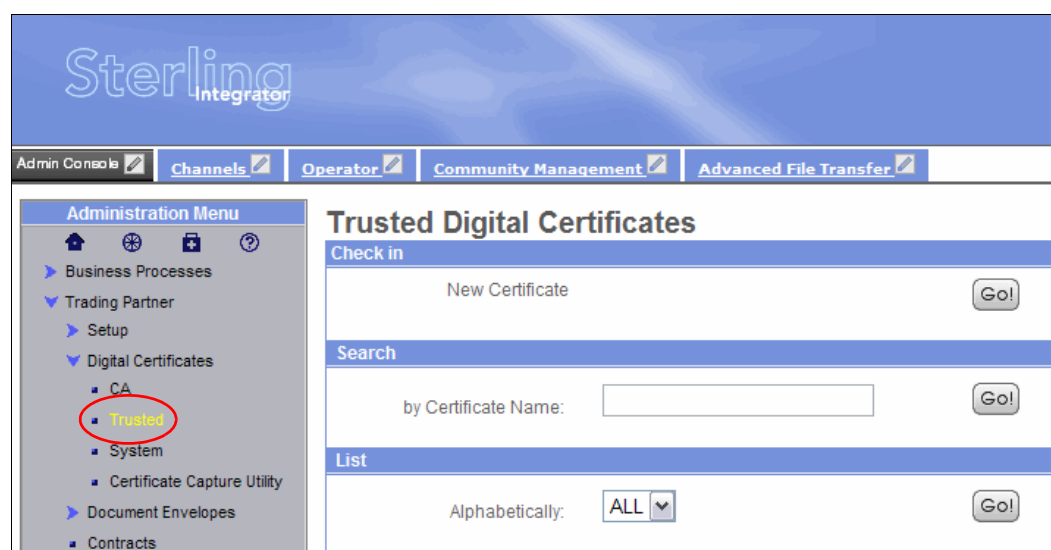 Sterling
Integrator
Admin Console Channels Operator Community Management Advanced File Transfer
Administration Menu
Business Processes
Trading Partner
Setup
Digital Certificates
CA
Trusted
System
Certificate Capture Utility
Document Envelopes
Contracts
Trusted Digital Certificates
Check in
New Certificate Go!
Search
by Certificate Name: Go!
List
Alphabetically: ALL Go!